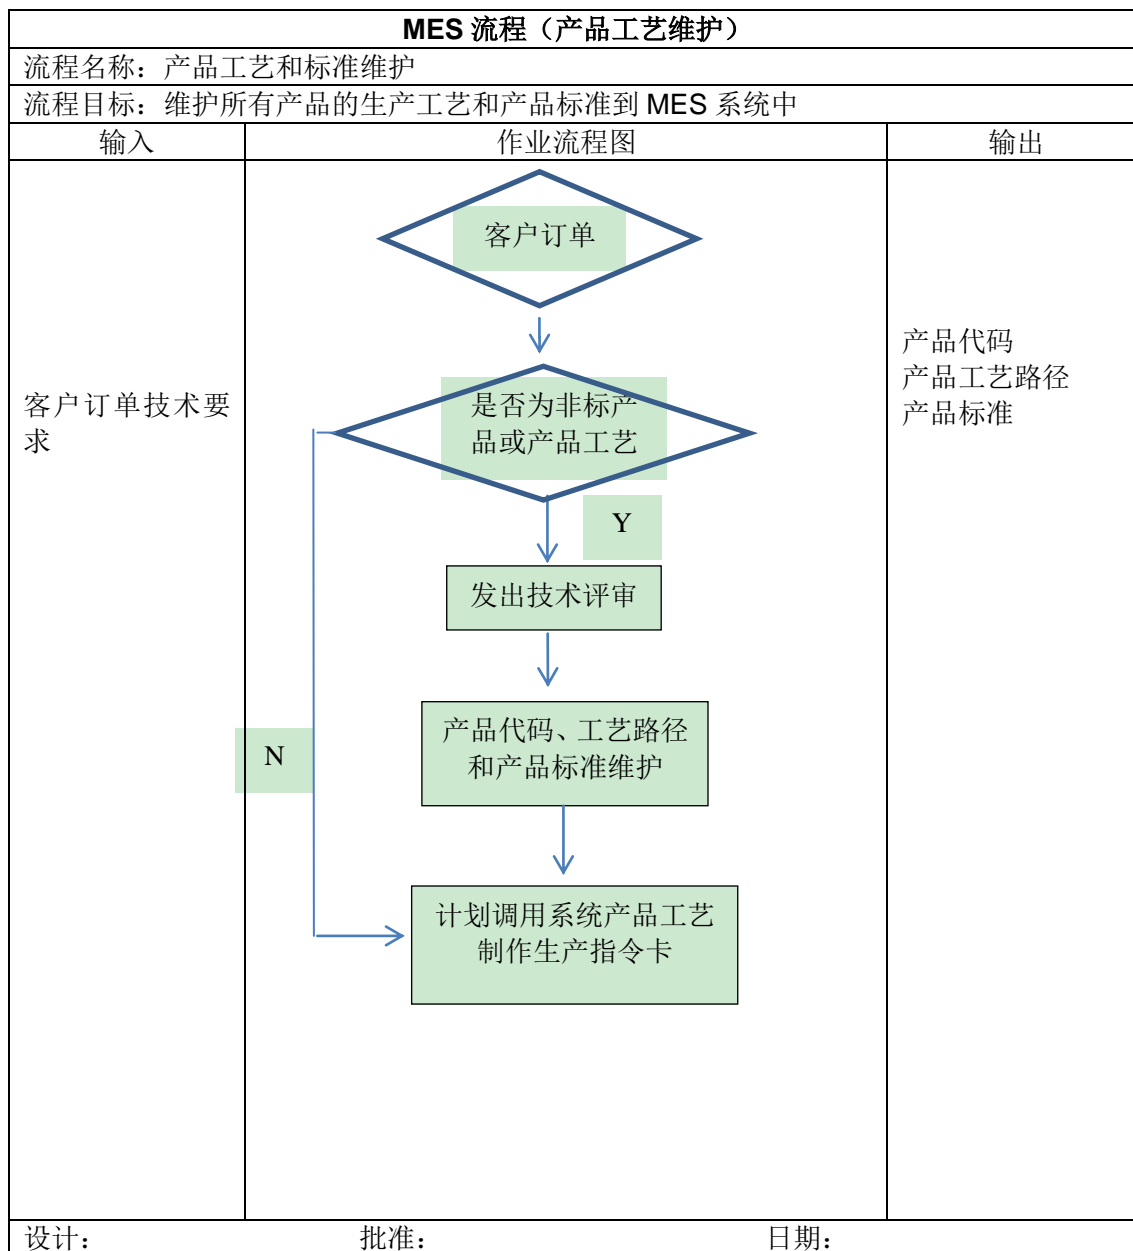 MES 流程（产品工艺维护）
流程名称：产品工艺和标准维护
流程目标：维护所有产品的生产工艺和产品标准到 MES 系统中
输入
作业流程图
输出
客户订单技术要
求
客户订单
是否为非标产
品或产品工艺
Y
发出技术评审
产品代码、工艺路径
和产品标准维护
N
计划调用系统产品工艺
制作生产指令卡
产品代码
产品工艺路径
产品标准
设计：
批准：
日期：